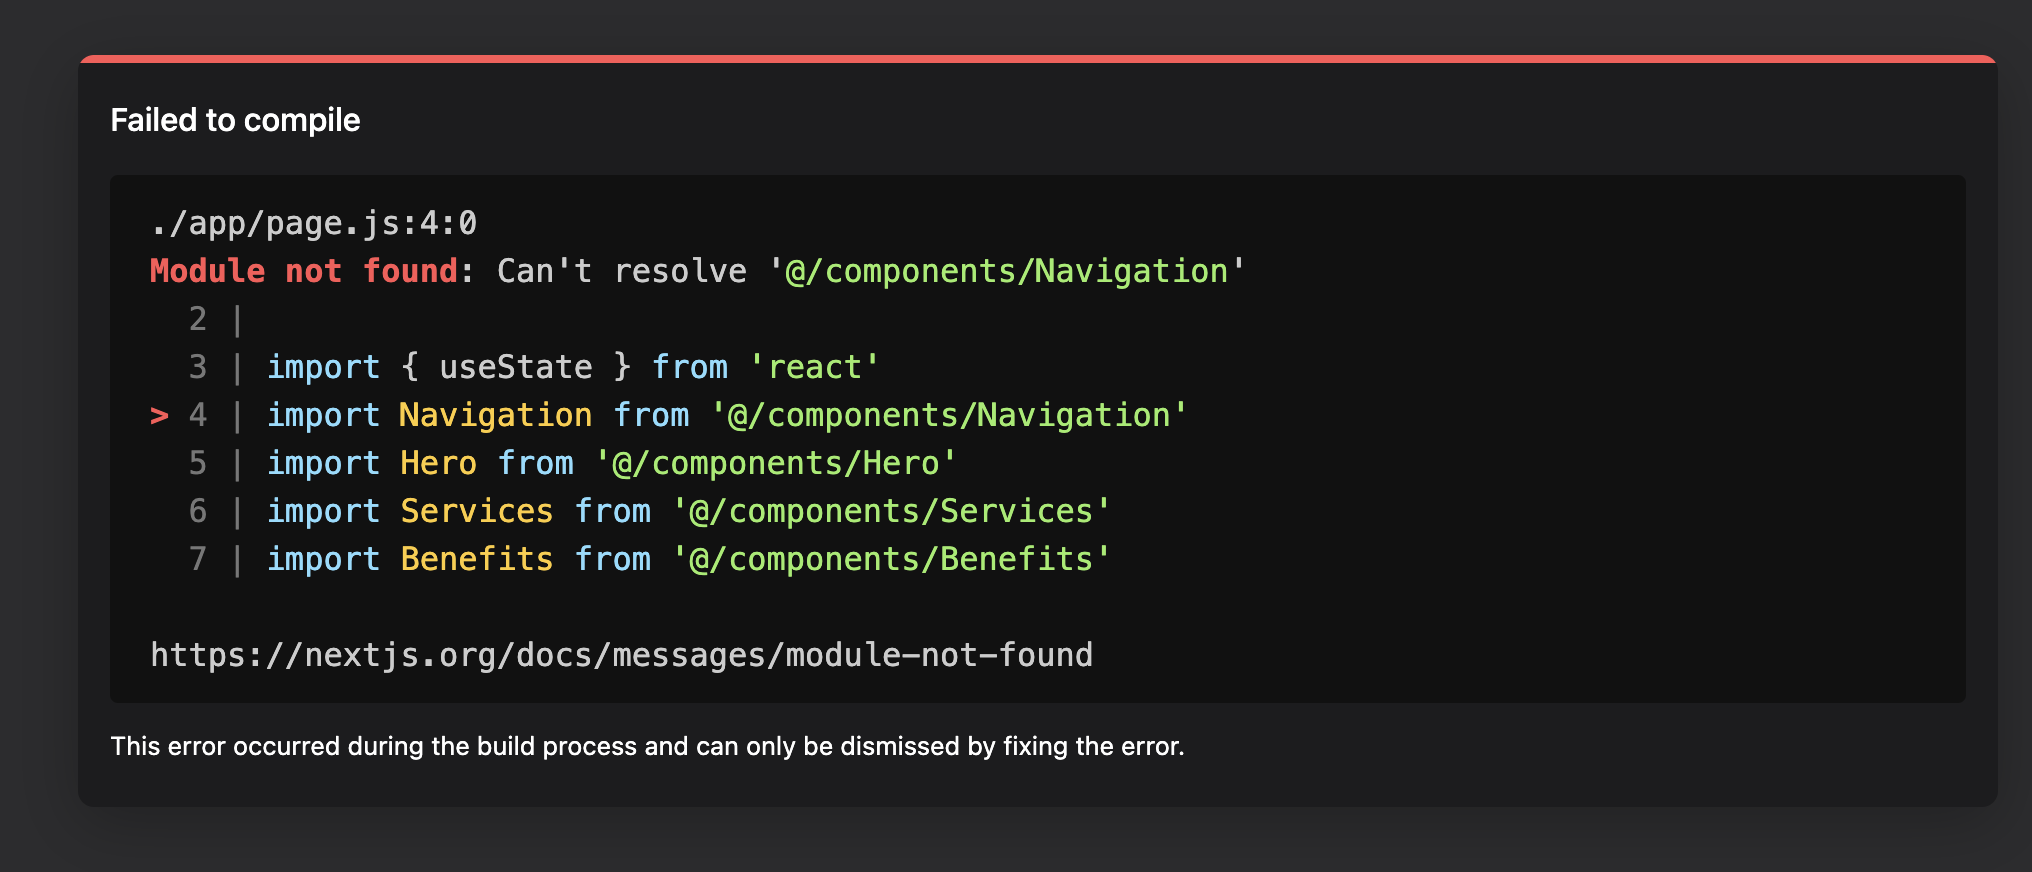 Failed to compile
./app/page.js:4:0
Module not found: Can't resolve '@/components/Navigation'
  2 |
  3 | import { useState } from 'react'
> 4 | import Navigation from '@/components/Navigation'
  5 | import Hero from '@/components/Hero'
  6 | import Services from '@/components/Services'
  7 | import Benefits from '@/components/Benefits'
https://nextjs.org/docs/messages/module-not-found
This error occurred during the build process and can only be dismissed by fixing the error.